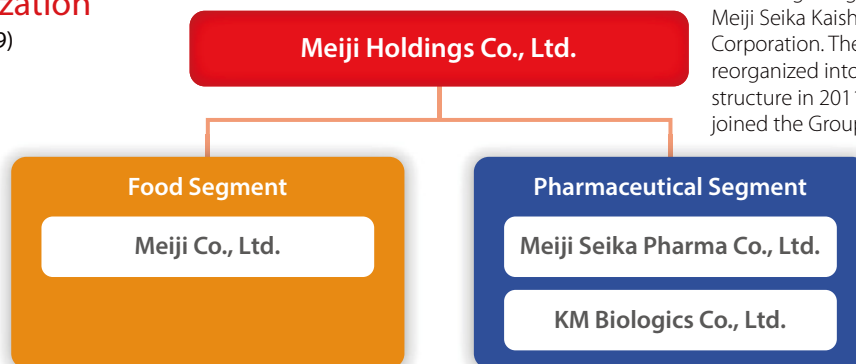 zation
9)
Meiji Holdings Co., Ltd.
Meiji Seika Kaish
Corporation. The
reorganized into
structure in 201
joined the Group
Food Segment
Meiji Co., Ltd.
Pharmaceutical Segment
Meiji Seika Pharma Co., Ltd.
KM Biologics Co., Ltd.